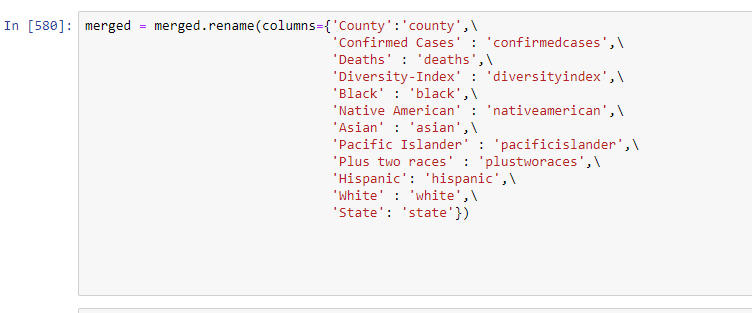 In [580]: merged = merged.rename(columns={'County':'county',\
'Confirmed Cases' : 'confirmedcases',\
'Deaths' : 'deaths',\
'Diversity-Index' : 'diversityindex',\
'Black' : 'black',\
'Native American' : 'nativeamerican',\
'Asian' : 'asian',\
'Pacific Islander' : 'pacificislander',\
'Plus two races' : 'plustworaces',\
'Hispanic': 'hispanic',\
'White' : 'white',\
'State': 'state'})